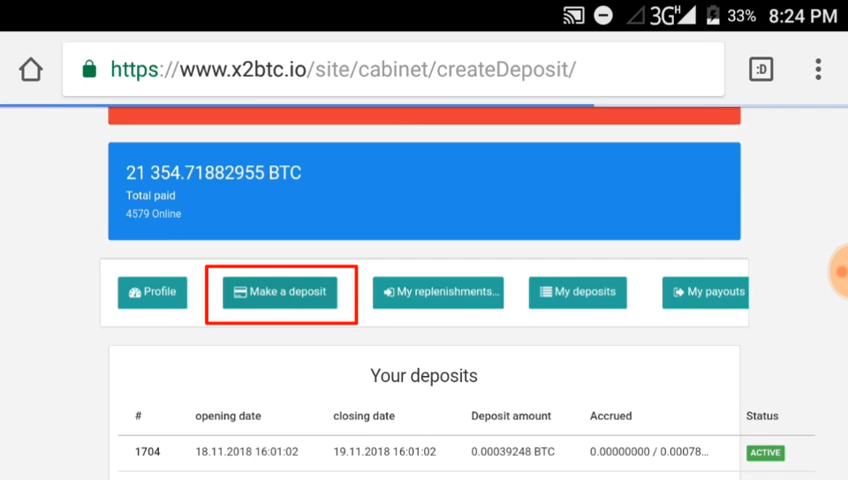 3G H 33% 8:24 PM
https://www.x2btc.io/site/cabinet/createDeposit/ :D
21 354.71882955 BTC
Total paid
4579 Online
Profile Make a deposit My replenishments... My deposits My payouts
Your deposits
# opening date closing date Deposit amount Accrued Status
1704 18.11.2018 16:01:02 19.11.2018 16:01:02 0.00039248 BTC 0.00000000 / 0.00078... ACTIVE